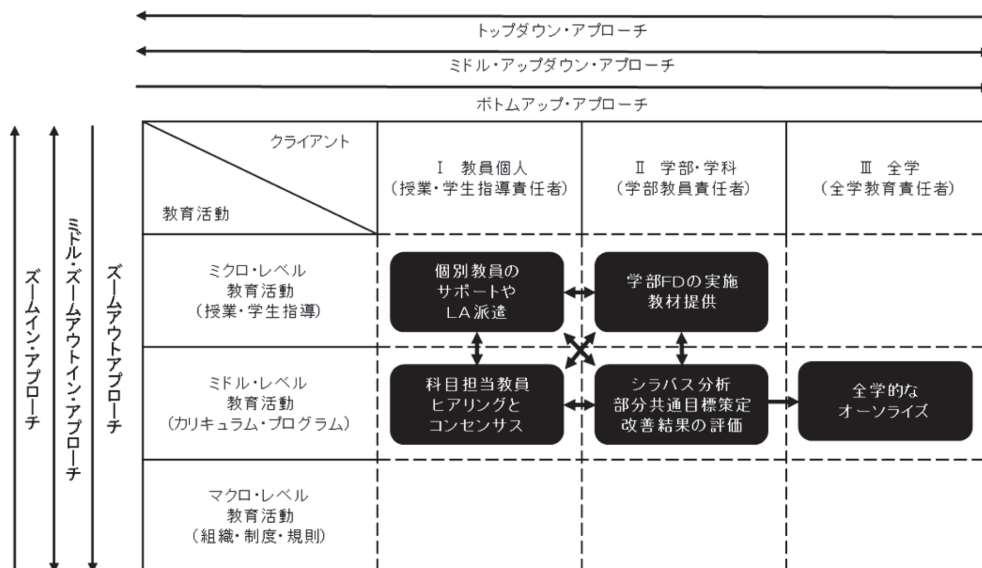 トップダウン・アプローチ
ミドル・アップダウン・アプローチ
ボトムアップ・アプローチ
ズームイン・アプローチ
ミドル・ズームアウトイン・アプローチ
ズームアウトアプローチ
クライアント
教育活動
Ⅰ 教員個人
(授業・学生指導責任者)
Ⅱ 学部・学科
(学部教員責任者)
Ⅲ 全学
(全学教育責任者)
ミクロ・レベル
教育活動
(授業・学生指導)
個別教員の
サポートや
LA派遣
学部FDの実施
教材提供
ミドル・レベル
教育活動
(カリキュラム・プログラム)
科目担当教員
ヒアリングと
コンセンサス
シラバス分析
部分共通目標策定
改善結果の評価
全学的な
オーソライズ
マクロ・レベル
教育活動
(組織・制度・規則)